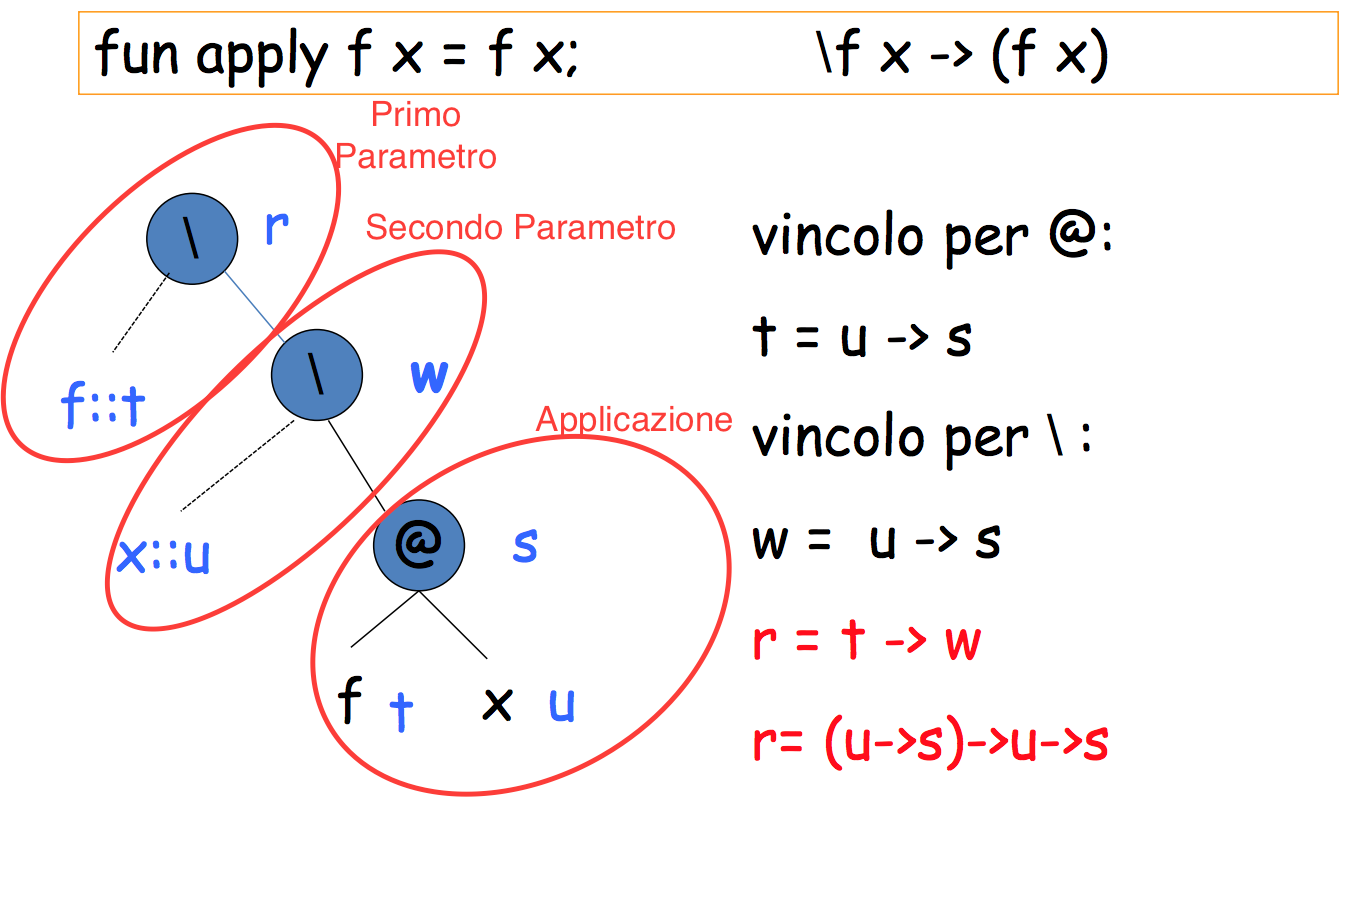 fun apply f x = f x; \f x -> (f x)
Primo
Parametro
\ r
Secondo Parametro
f::t
\ w
x::u
Applicazione
@ s
f t x u
vincolo per @:
t = u -> s
vincolo per \ :
w = u -> s
r = t -> w
r= (u->s)->u->s